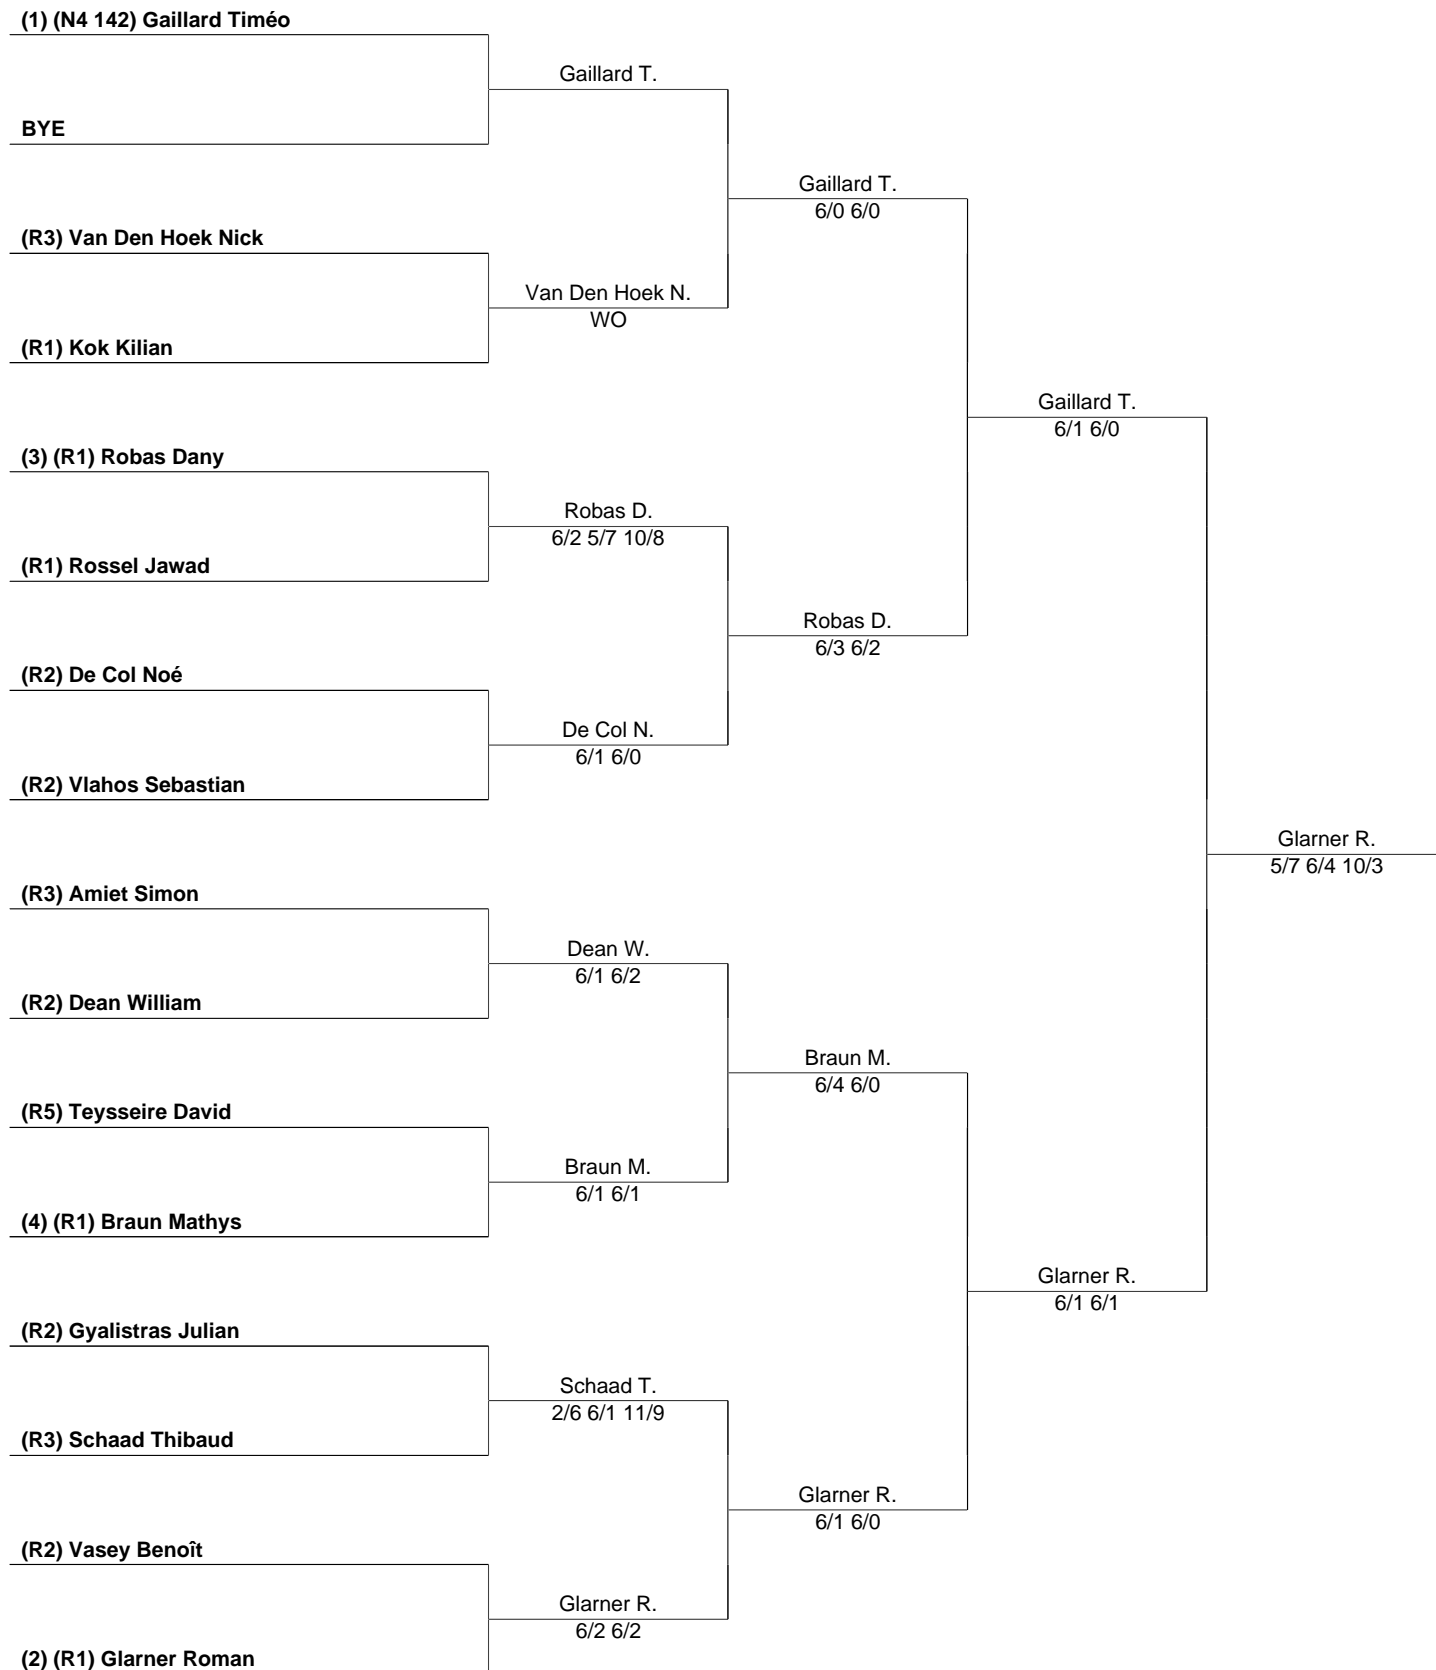 (1) (N4 142) Gaillard Timéo
Gaillard T.
BYE
Gaillard T.
6/0 6/0
(R3) Van Den Hoek Nick
Van Den Hoek N.
WO
(R1) Kok Kilian
Gaillard T.
6/1 6/0
(3) (R1) Robas Dany
Robas D.
6/2 5/7 10/8
(R1) Rossel Jawad
Robas D.
6/3 6/2
(R2) De Col Noé
De Col N.
6/1 6/0
(R2) Vlahos Sebastian
Glarner R.
5/7 6/4 10/3
(R3) Amiet Simon
Dean W.
6/1 6/2
(R2) Dean William
Braun M.
6/4 6/0
(R5) Teysseire David
Braun M.
6/1 6/1
(4) (R1) Braun Mathys
Glarner R.
6/1 6/1
(R2) Gyalistras Julian
Schaad T.
2/6 6/1 11/9
(R3) Schaad Thibaud
Glarner R.
6/1 6/0
(R2) Vasey Benoît
Glarner R.
6/2 6/2
(2) (R1) Glarner Roman